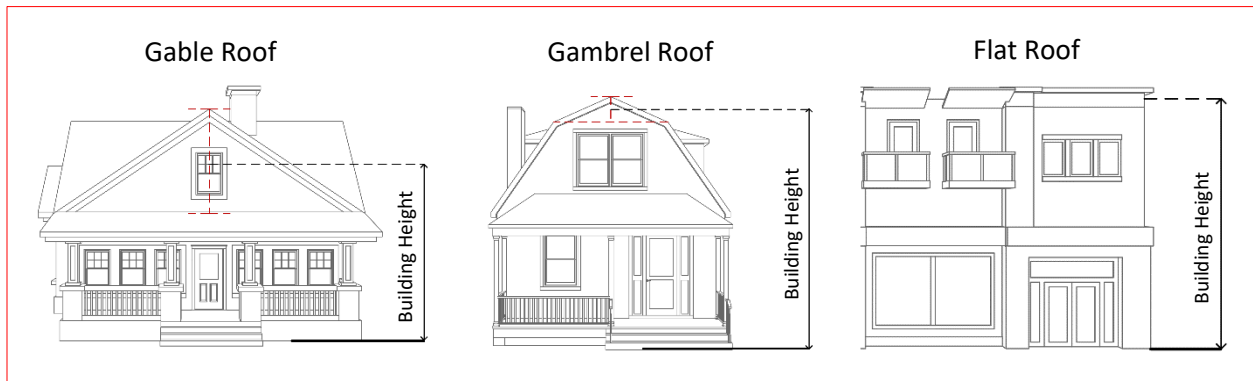 Gable Roof
Gambrel Roof
Flat Roof
Building Height
Building Height
Building Height